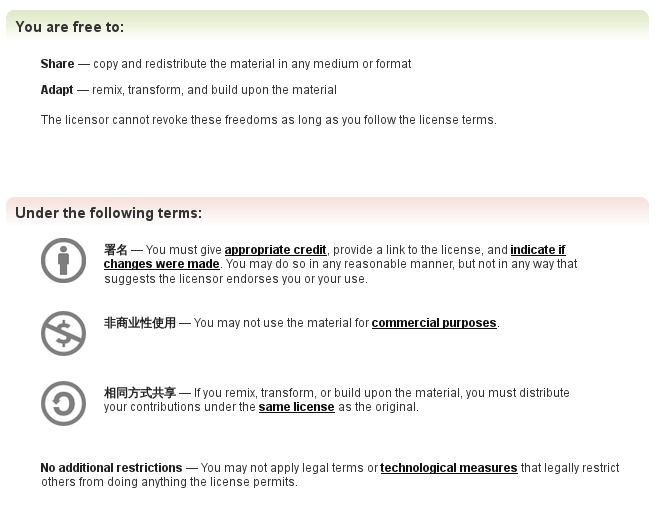 You are free to:
Share — copy and redistribute the material in any medium or format
Adapt — remix, transform, and build upon the material
The licensor cannot revoke these freedoms as long as you follow the license terms.
Under the following terms:
署名 — You must give appropriate credit, provide a link to the license, and indicate if
changes were made. You may do so in any reasonable manner, but not in any way that
suggests the licensor endorses you or your use.
非商业性使用 — You may not use the material for commercial purposes.
相同方式共享 — If you remix, transform, or build upon the material, you must distribute
your contributions under the same license as the original.
No additional restrictions — You may not apply legal terms or technological measures that legally restrict
others from doing anything the license permits.